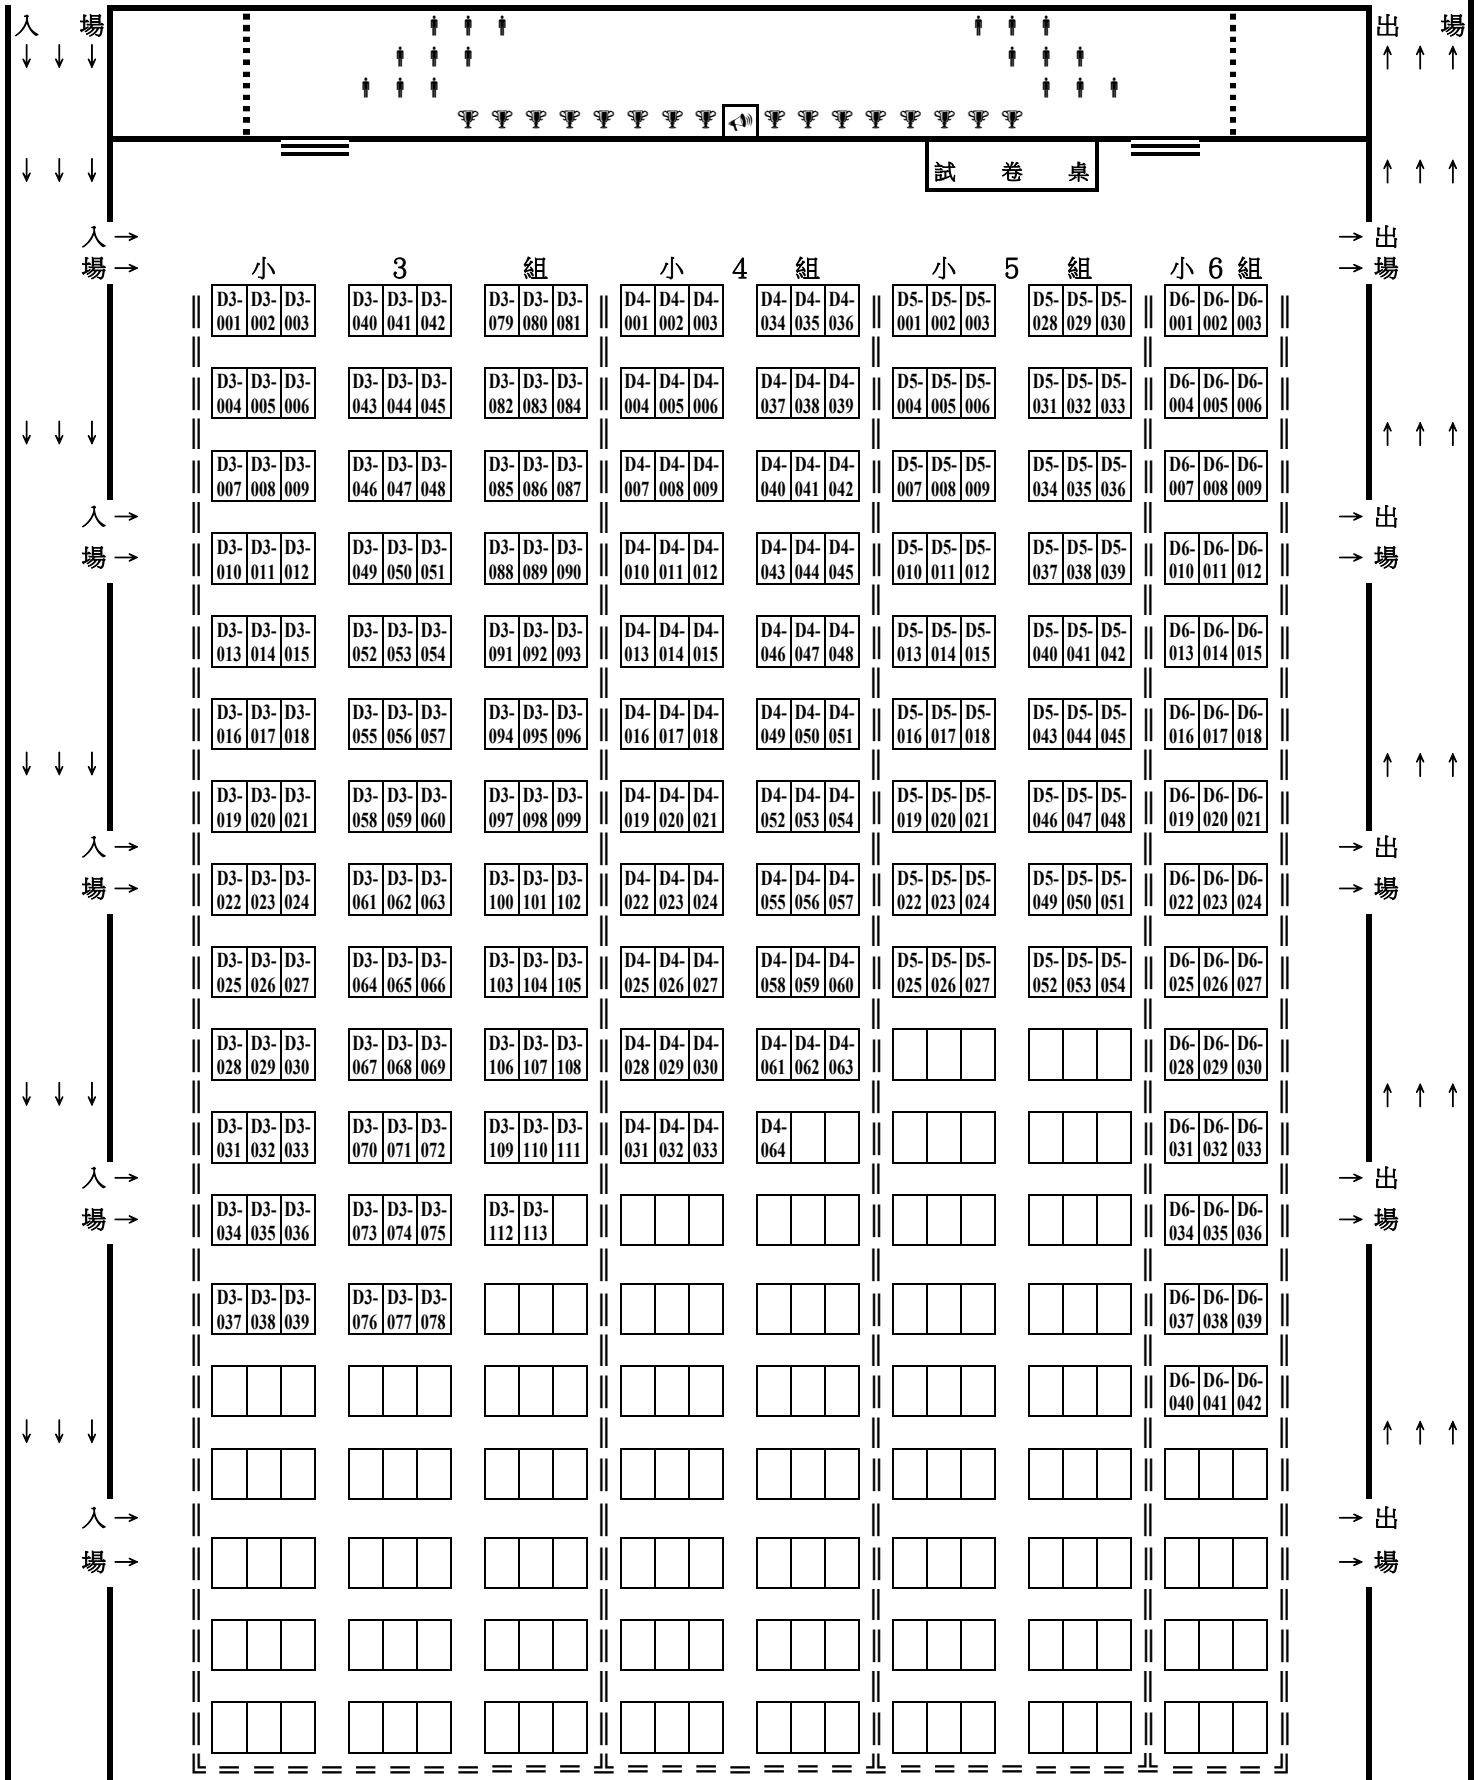 入 場 出 場
試 卷 桌
入→ →出
場→ 小 3 組 小 4 組 小 5 組 小 6 組 →場
D3-001 D3-002 D3-003 D3-040 D3-041 D3-042 D3-079 D3-080 D3-081 D4-001 D4-002 D4-003 D4-034 D4-035 D4-036 D5-001 D5-002 D5-003 D5-028 D5-029 D5-030 D6-001 D6-002 D6-003
D3-004 D3-005 D3-006 D3-043 D3-044 D3-045 D3-082 D3-083 D3-084 D4-004 D4-005 D4-006 D4-037 D4-038 D4-039 D5-004 D5-005 D5-006 D5-031 D5-032 D5-033 D6-004 D6-005 D6-006
D3-007 D3-008 D3-009 D3-046 D3-047 D3-048 D3-085 D3-086 D3-087 D4-007 D4-008 D4-009 D4-040 D4-041 D4-042 D5-007 D5-008 D5-009 D5-034 D5-035 D5-036 D6-007 D6-008 D6-009
入→ →出
場→ D3-010 D3-011 D3-012 D3-049 D3-050 D3-051 D3-088 D3-089 D3-090 D4-010 D4-011 D4-012 D4-043 D4-044 D4-045 D5-010 D5-011 D5-012 D5-037 D5-038 D5-039 D6-010 D6-011 D6-012 →場
D3-013 D3-014 D3-015 D3-052 D3-053 D3-054 D3-091 D3-092 D3-093 D4-013 D4-014 D4-015 D4-046 D4-047 D4-048 D5-013 D5-014 D5-015 D5-040 D5-041 D5-042 D6-013 D6-014 D6-015
D3-016 D3-017 D3-018 D3-055 D3-056 D3-057 D3-094 D3-095 D3-096 D4-016 D4-017 D4-018 D4-049 D4-050 D4-051 D5-016 D5-017 D5-018 D5-043 D5-044 D5-045 D6-016 D6-017 D6-018
D3-019 D3-020 D3-021 D3-058 D3-059 D3-060 D3-097 D3-098 D3-099 D4-019 D4-020 D4-021 D4-052 D4-053 D4-054 D5-019 D5-020 D5-021 D5-046 D5-047 D5-048 D6-019 D6-020 D6-021
入→ →出
場→ D3-022 D3-023 D3-024 D3-061 D3-062 D3-063 D3-100 D3-101 D3-102 D4-022 D4-023 D4-024 D4-055 D4-056 D4-057 D5-022 D5-023 D5-024 D5-049 D5-050 D5-051 D6-022 D6-023 D6-024 →場
D3-025 D3-026 D3-027 D3-064 D3-065 D3-066 D3-103 D3-104 D3-105 D4-025 D4-026 D4-027 D4-058 D4-059 D4-060 D5-025 D5-026 D5-027 D5-052 D5-053 D5-054 D6-025 D6-026 D6-027
D3-028 D3-029 D3-030 D3-067 D3-068 D3-069 D3-106 D3-107 D3-108 D4-028 D4-029 D4-030 D4-061 D4-062 D4-063 D6-028 D6-029 D6-030
D3-031 D3-032 D3-033 D3-070 D3-071 D3-072 D3-109 D3-110 D3-111 D4-031 D4-032 D4-033 D4-064 D6-031 D6-032 D6-033
入→ →出
場→ D3-034 D3-035 D3-036 D3-073 D3-074 D3-075 D3-112 D3-113 D6-034 D6-035 D6-036 →場
D3-037 D3-038 D3-039 D3-076 D3-077 D3-078 D6-037 D6-038 D6-039
D6-040 D6-041 D6-042
入→ →出
場→ →場